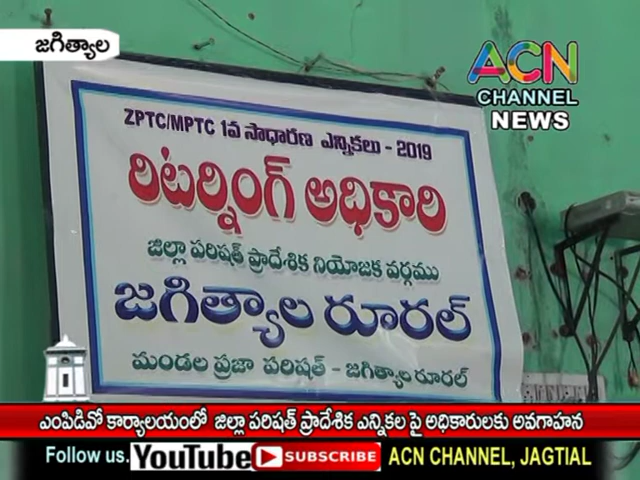 జగిత్యాల
ACN
CHANNEL
NEWS
ZPTC/MPTC 1వ సాధారణ ఎన్నికలు - 2019
రిటర్నింగ్ అధికారి
జిల్లా పరిషత్ ప్రాదేశిక నియోజక వర్గము
జగిత్యాల రూరల్
మండల ప్రజా పరిషత్ - జగిత్యాల రూరల్
ఎంపిడివో కార్యాలయంలో జిల్లా పరిషత్ ప్రాదేశిక ఎన్నికల పై అధికారులకు అవగాహన
Follow us. YouTube SUBSCRIBE ACN CHANNEL, JAGTIAL